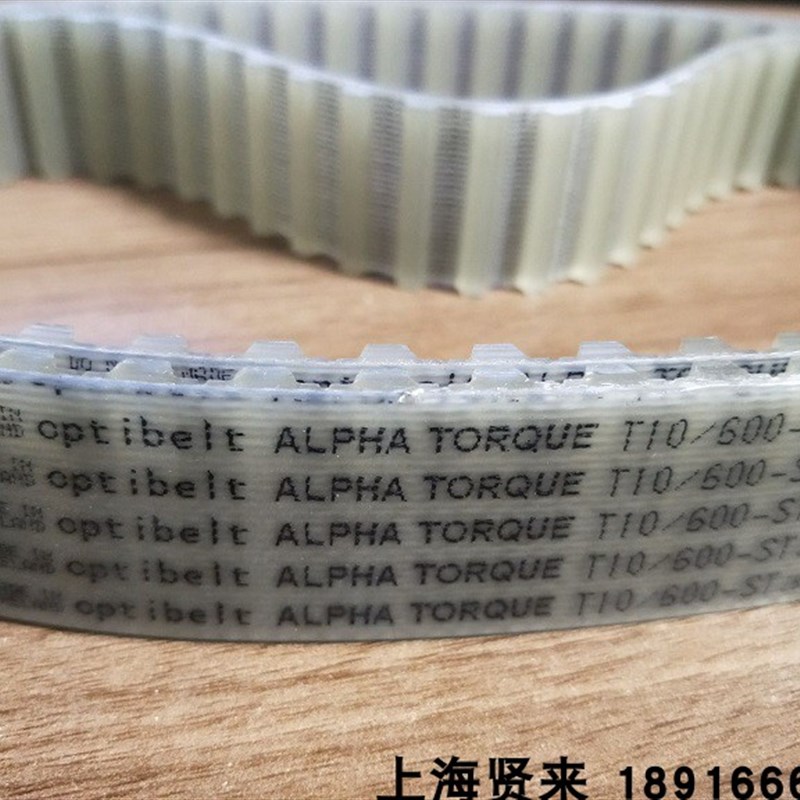 optibelt ALPHA TORQUE T10/600-
optibelt ALPHA TORQUE T10/600-S
optibelt ALPHA TORQUE T10/600-ST
optibelt ALPHA TORQUE T10/600-ST
optibelt ALPHA TORQUE T10/600-ST
上海贤来 18916666